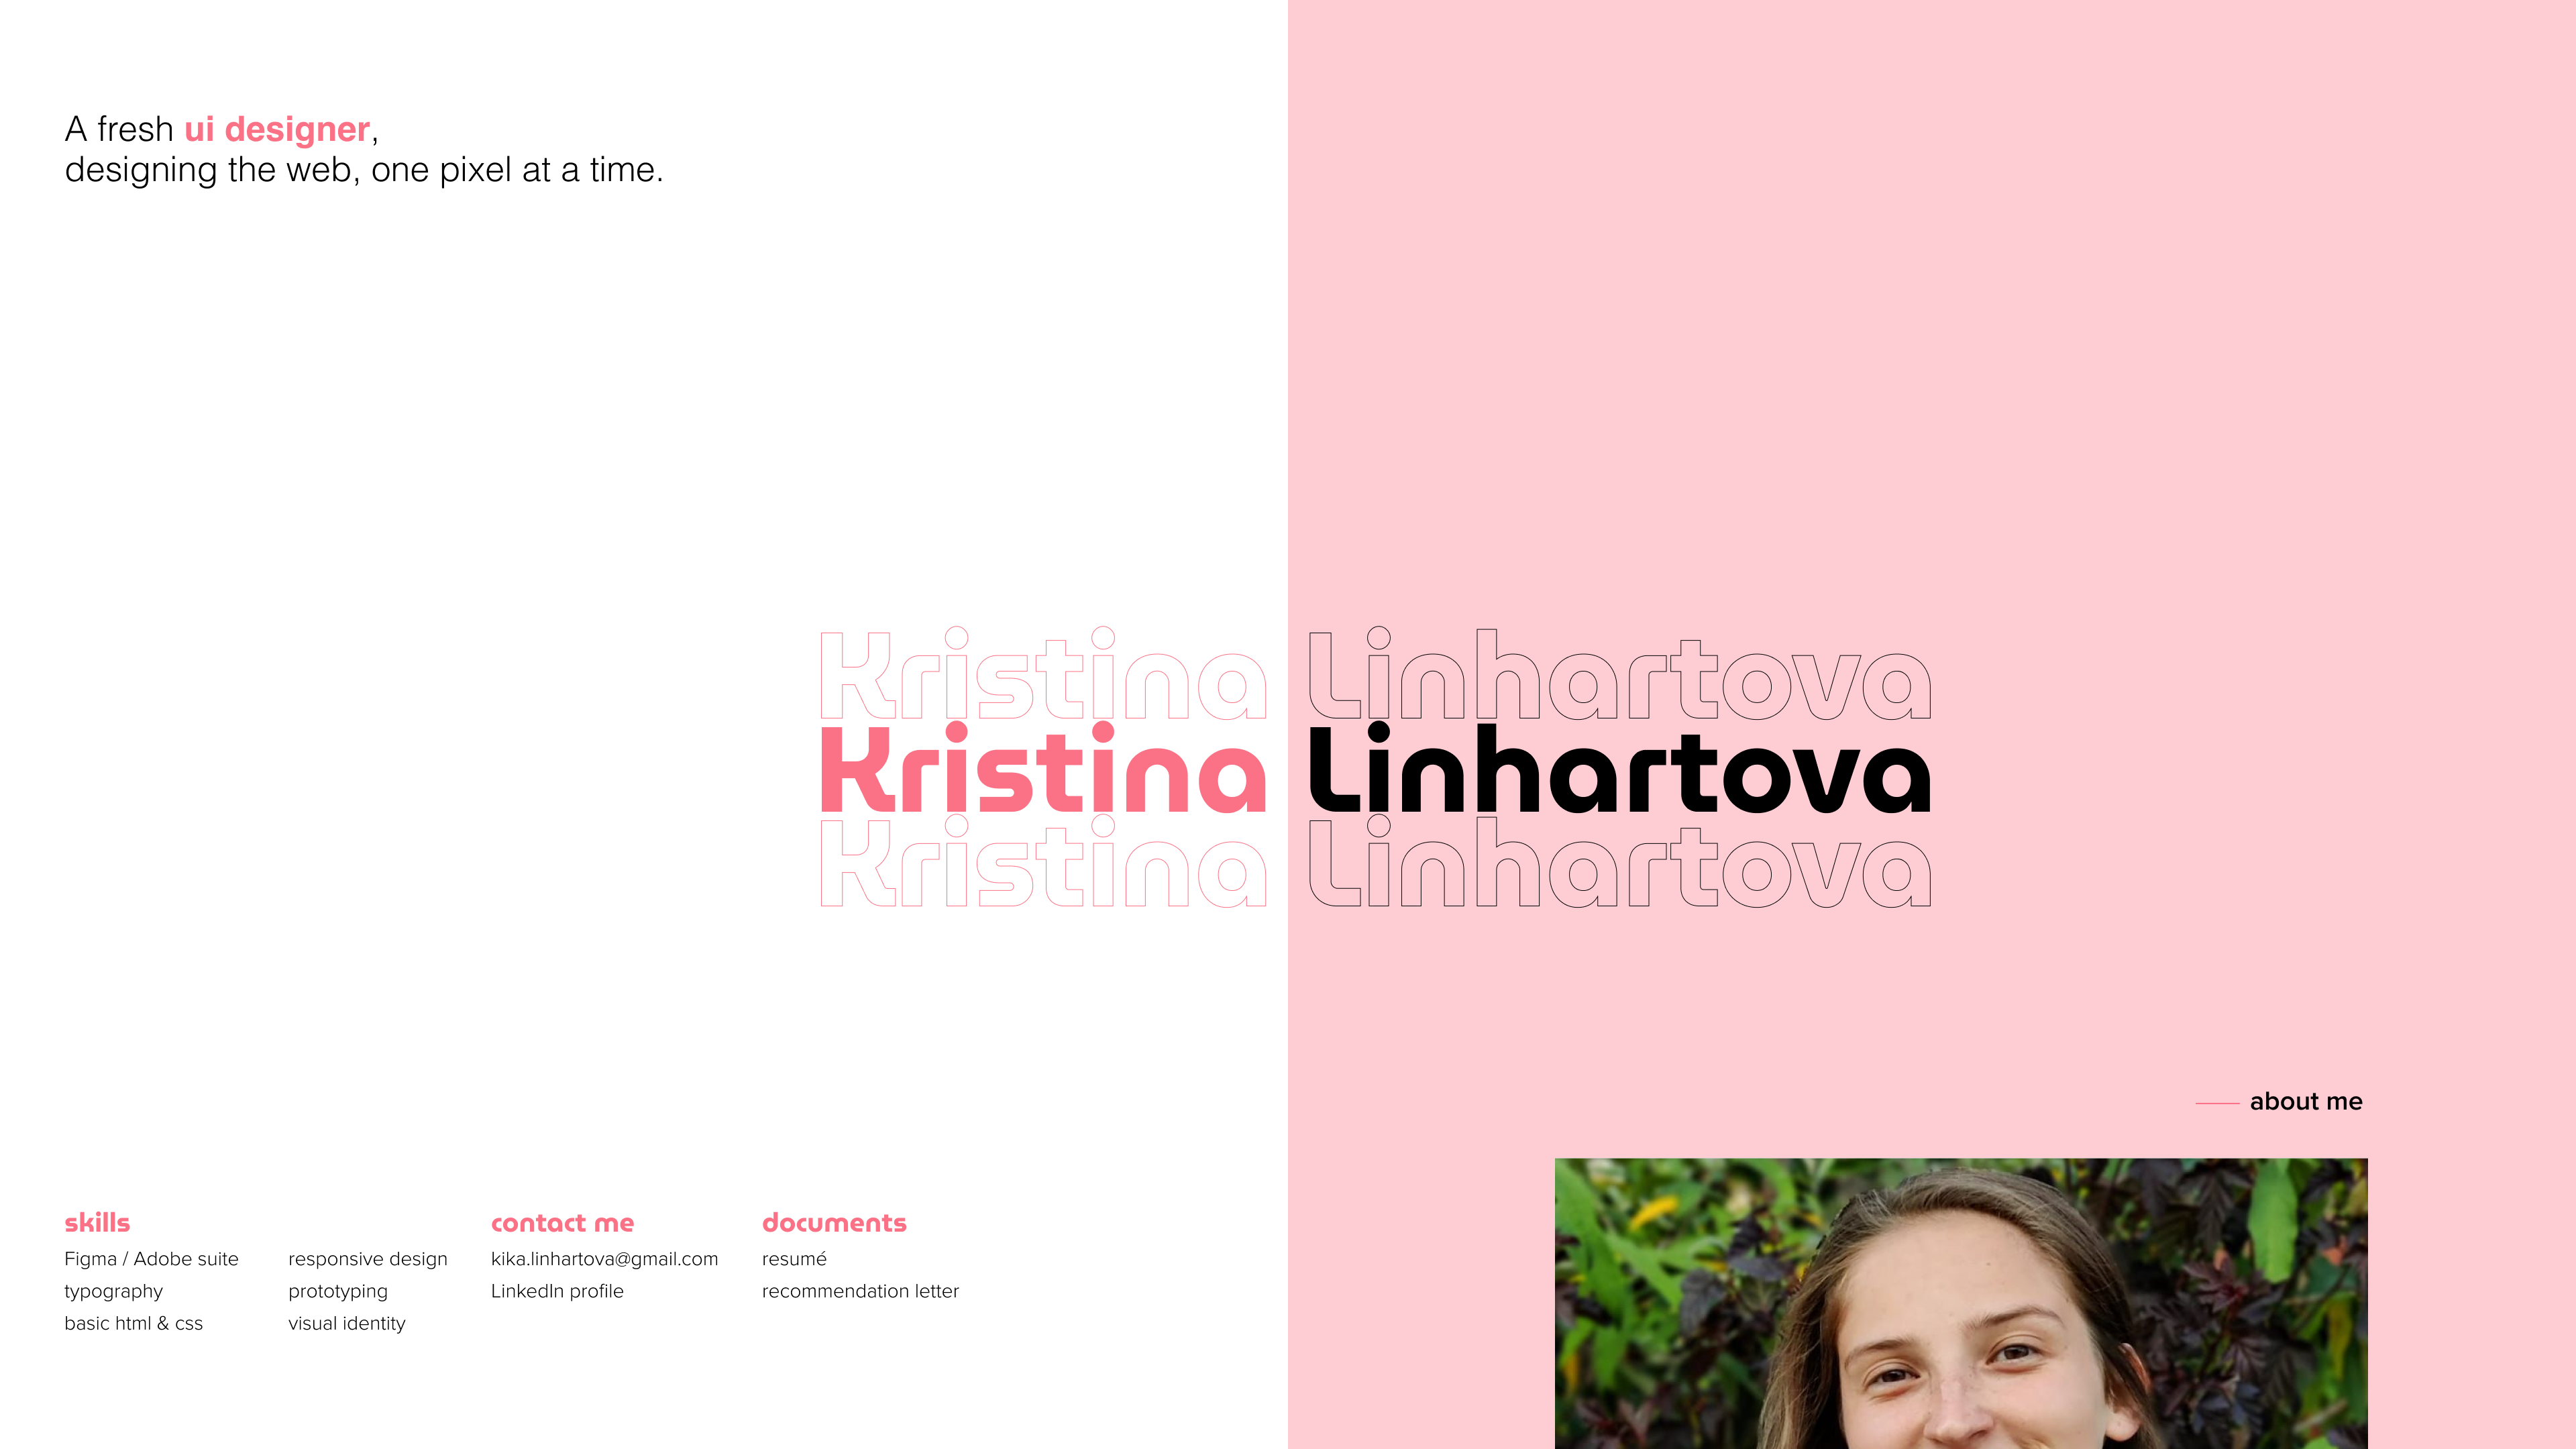 A fresh ui designer,
designing the web, one pixel at a time.
Kristina Linhartova
Kristina Linhartova
Kristina Linhartova
about me
skills
Figma / Adobe suite
typography
basic html & css
responsive design
prototyping
visual identity
contact me
kika.linhartova@gmail.com
LinkedIn profile
documents
resumé
recommendation letter